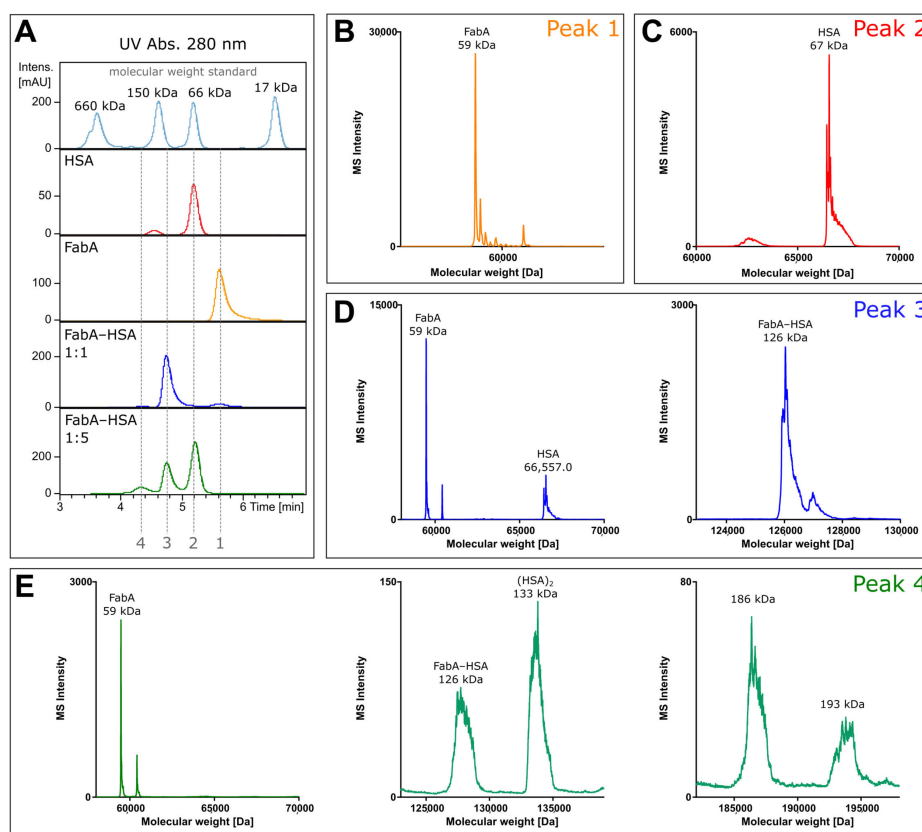 A
UV Abs. 280 nm
Intens.
[mAU]
molecular weight standard
660 kDa
150 kDa
66 kDa
17 kDa
200
0
HSA
50
0
FabA
100
0
FabA–HSA
1:1
200
0
FabA–HSA
1:5
200
0
3 4 5 6 Time [min]
4 3 2 1
B
Peak 1
30000
FabA
59 kDa
MS Intensity
0
60000
Molecular weight [Da]
C
Peak 2
6000
HSA
67 kDa
MS Intensity
0
60000 65000 70000
Molecular weight [Da]
D
Peak 3
15000
FabA
59 kDa
HSA
66,557.0
MS Intensity
0
60000 65000 70000
Molecular weight [Da]
3000
FabA–HSA
126 kDa
MS Intensity
0
124000 126000 128000 130000
Molecular weight [Da]
E
Peak 4
3000
FabA
59 kDa
MS Intensity
0
60000 65000 70000
Molecular weight [Da]
150
(HSA)2
133 kDa
FabA–HSA
126 kDa
MS Intensity
0
125000 130000 135000
Molecular weight [Da]
80
186 kDa
193 kDa
MS Intensity
0
185000 190000 195000
Molecular weight [Da]